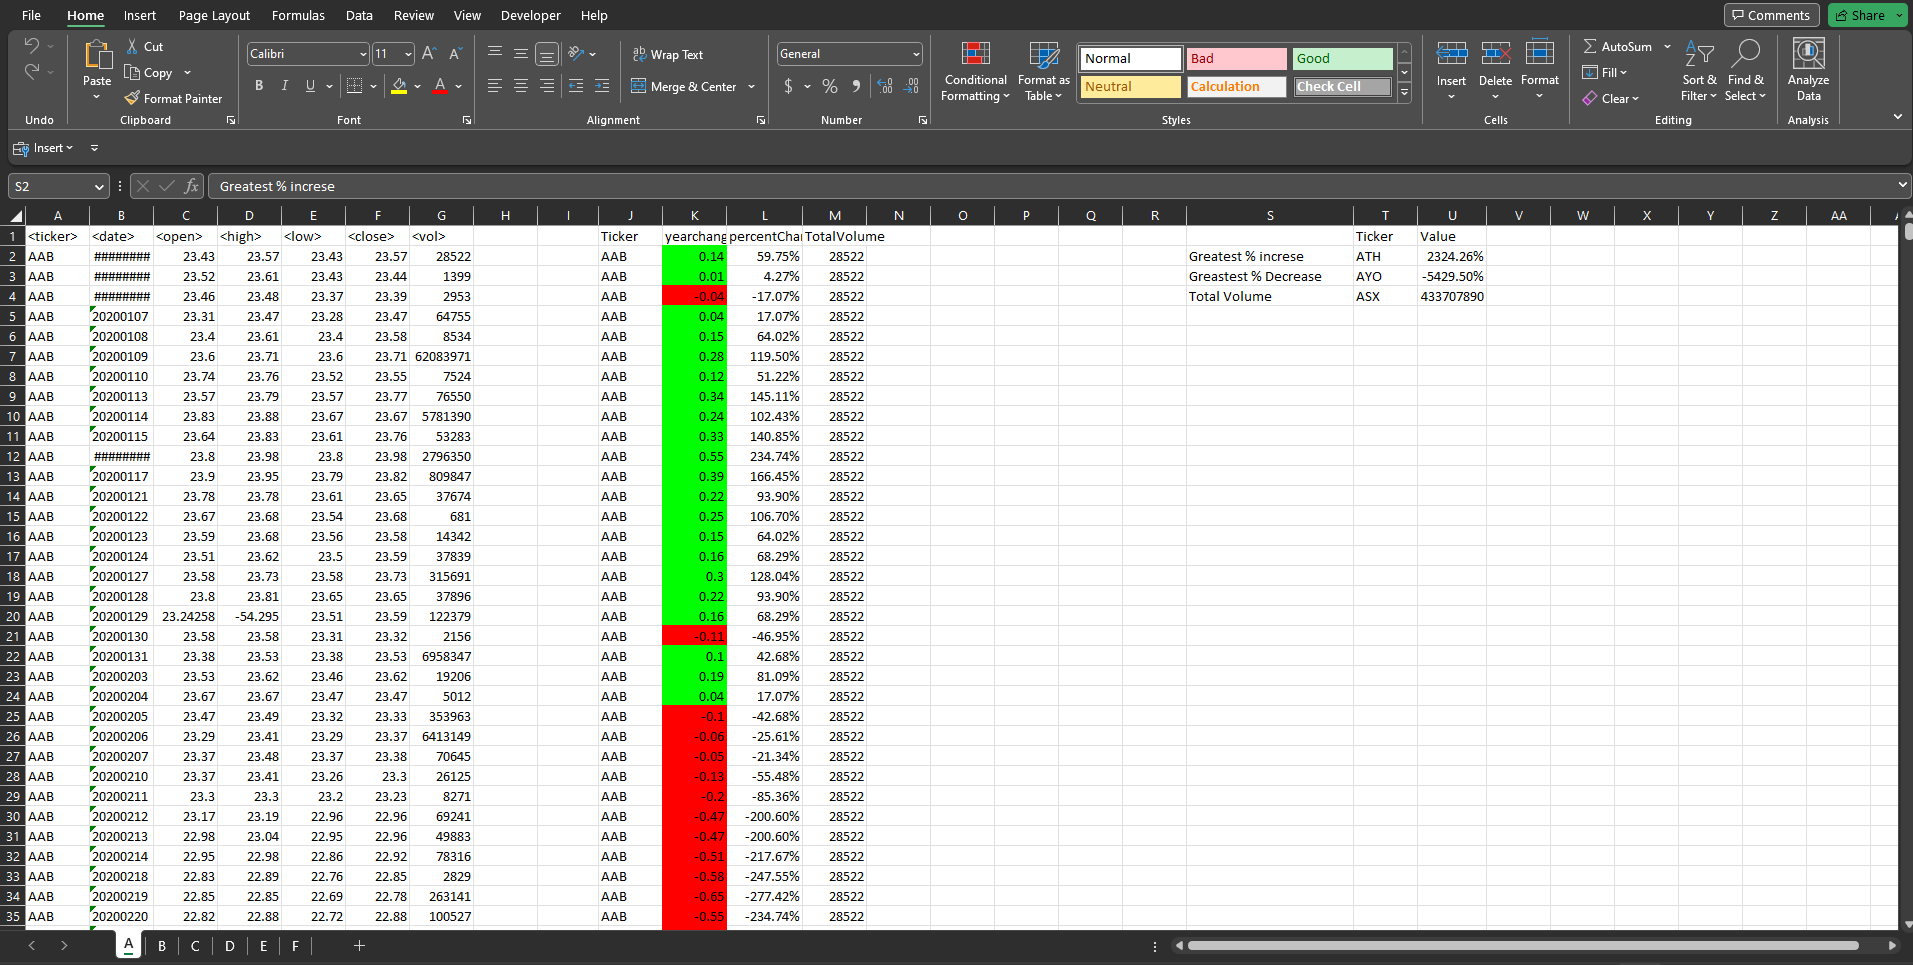 File Home Insert Page Layout Formulas Data Review View Developer Help Comments Share
Cut
Copy
Format Painter
Paste
Calibri 11
B I U
Wrap Text
Merge & Center
General
$ % 9
Conditional Formatting
Format as Table
Normal Bad Good
Neutral Calculation Check Cell
Insert Delete Format
AutoSum
Fill
Clear
Sort & Filter
Find & Select
Analyze Data
Undo Clipboard Font Alignment Number Styles Cells Editing Analysis
Insert
S2 fx Greatest % increse
A B C D E F G H I J K L M N O P Q R S T U V W X Y Z AA
1 <ticker> <date> <open> <high> <low> <close> <vol> Ticker yearchang percentChar TotalVolume Ticker Value
2 AAB ######## 23.43 23.57 23.43 23.57 28522 AAB 0.14 59.75% 28522 Greatest % increse ATH 2324.26%
3 AAB ######## 23.52 23.61 23.43 23.44 1399 AAB 0.01 4.27% 28522 Greastest % Decrease AYO -5429.50%
4 AAB ######## 23.46 23.48 23.37 23.39 2953 AAB -0.04 -17.07% 28522 Total Volume ASX 433707890
5 AAB 20200107 23.31 23.47 23.28 23.47 64755 AAB 0.04 17.07% 28522
6 AAB 20200108 23.4 23.61 23.4 23.58 8534 AAB 0.15 64.02% 28522
7 AAB 20200109 23.6 23.71 23.6 23.71 62083971 AAB 0.28 119.50% 28522
8 AAB 20200110 23.74 23.76 23.52 23.55 7524 AAB 0.12 51.22% 28522
9 AAB 20200113 23.57 23.79 23.57 23.77 76550 AAB 0.34 145.11% 28522
10 AAB 20200114 23.83 23.88 23.67 23.67 5781390 AAB 0.24 102.43% 28522
11 AAB 20200115 23.64 23.83 23.61 23.76 53283 AAB 0.33 140.85% 28522
12 AAB ######## 23.8 23.98 23.8 23.98 2796350 AAB 0.55 234.74% 28522
13 AAB 20200117 23.9 23.95 23.79 23.82 809847 AAB 0.39 166.45% 28522
14 AAB 20200121 23.78 23.78 23.61 23.65 37674 AAB 0.22 93.90% 28522
15 AAB 20200122 23.67 23.68 23.54 23.68 681 AAB 0.25 106.70% 28522
16 AAB 20200123 23.59 23.68 23.56 23.58 14342 AAB 0.15 64.02% 28522
17 AAB 20200124 23.51 23.62 23.5 23.59 37839 AAB 0.16 68.29% 28522
18 AAB 20200127 23.58 23.73 23.58 23.73 315691 AAB 0.3 128.04% 28522
19 AAB 20200128 23.8 23.81 23.65 23.65 37896 AAB 0.22 93.90% 28522
20 AAB 20200129 23.24258 -54.295 23.51 23.59 122379 AAB 0.16 68.29% 28522
21 AAB 20200130 23.58 23.58 23.31 23.32 2156 AAB -0.11 -46.95% 28522
22 AAB 20200131 23.38 23.53 23.38 23.53 6958347 AAB 0.1 42.68% 28522
23 AAB 20200203 23.53 23.62 23.46 23.62 19206 AAB 0.19 81.09% 28522
24 AAB 20200204 23.67 23.67 23.47 23.47 5012 AAB 0.04 17.07% 28522
25 AAB 20200205 23.47 23.49 23.32 23.33 353963 AAB -0.1 -42.68% 28522
26 AAB 20200206 23.29 23.41 23.29 23.37 6413149 AAB -0.06 -25.61% 28522
27 AAB 20200207 23.37 23.48 23.37 23.38 70645 AAB -0.05 -21.34% 28522
28 AAB 20200210 23.37 23.41 23.26 23.3 26125 AAB -0.13 -55.48% 28522
29 AAB 20200211 23.3 23.3 23.2 23.23 8271 AAB -0.2 -85.36% 28522
30 AAB 20200212 23.17 23.19 22.96 22.96 69241 AAB -0.47 -200.60% 28522
31 AAB 20200213 22.98 23.04 22.95 22.96 49883 AAB -0.47 -200.60% 28522
32 AAB 20200214 22.95 22.98 22.86 22.92 78316 AAB -0.51 -217.67% 28522
33 AAB 20200218 22.83 22.89 22.76 22.85 2829 AAB -0.58 -247.55% 28522
34 AAB 20200219 22.85 22.85 22.69 22.78 263141 AAB -0.65 -277.42% 28522
35 AAB 20200220 22.82 22.88 22.72 22.88 100527 AAB -0.55 -234.74% 28522
A B C D E F